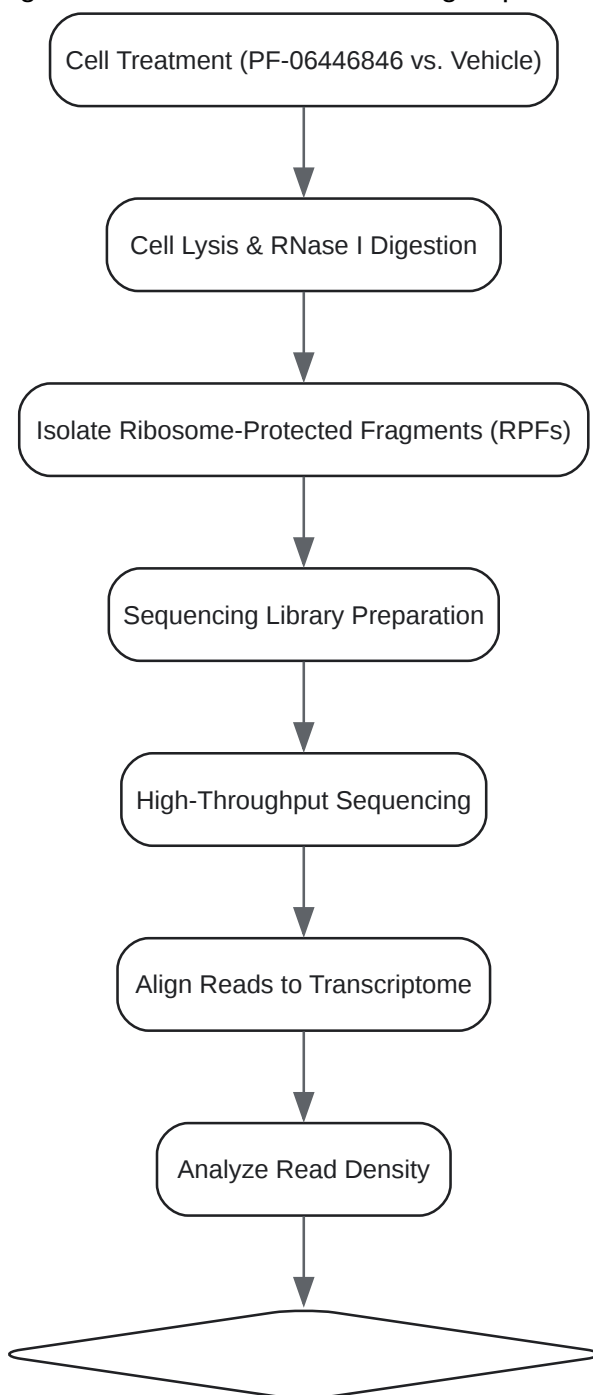 Cell Treatment (PF-06446846 vs. Vehicle)
Cell Lysis & RNase I Digestion
Isolate Ribosome-Protected Fragments (RPFs)
Sequencing Library Preparation
High-Throughput Sequencing
Align Reads to Transcriptome
Analyze Read Density